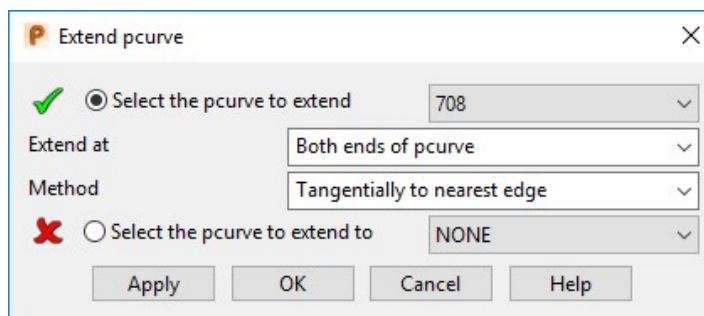 Extend pcurve
Select the pcurve to extend 708
Extend at Both ends of pcurve
Method Tangentially to nearest edge
Select the pcurve to extend to NONE
Apply OK Cancel Help